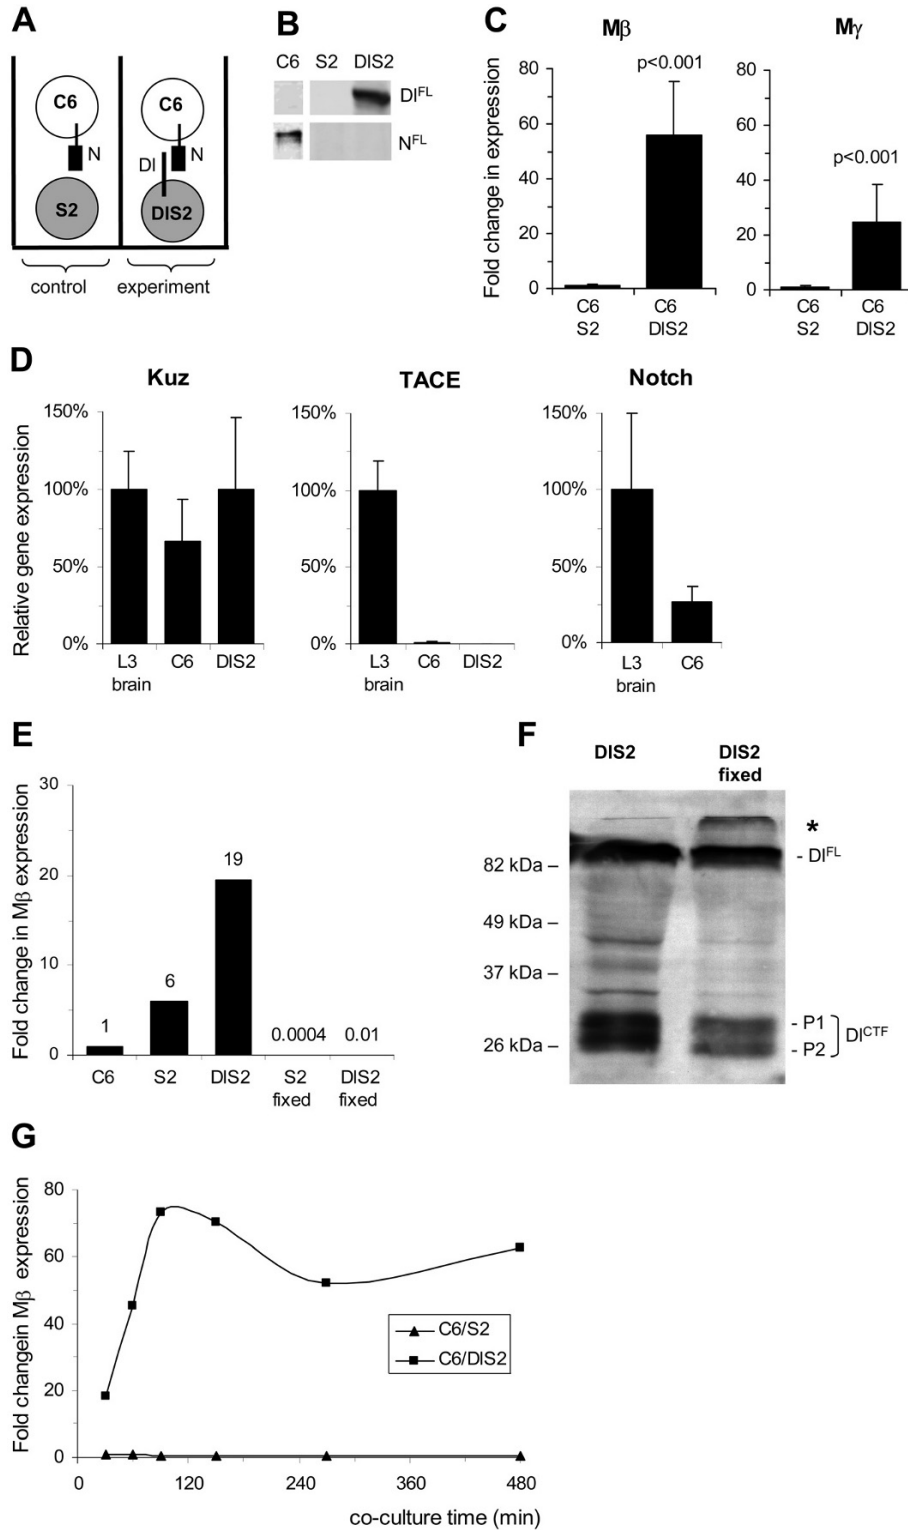 A
C6
C6
N
Dl
N
S2
DlS2
control
experiment
B
C6 S2 DlS2
Dl^FL
N^FL
C
Mβ
Mγ
Fold change in expression
80
60
40
20
0
p<0.001
C6
S2
C6
DlS2
80
60
40
20
0
p<0.001
C6
S2
C6
DlS2
D
Kuz
TACE
Notch
Relative gene expression
150%
100%
50%
0%
L3
brain
C6
DlS2
150%
100%
50%
0%
L3
brain
C6
DlS2
150%
100%
50%
0%
L3
brain
C6
E
Fold change in Mβ expression
30
20
10
0
1
6
19
0.0004
0.01
C6
S2
DlS2
S2
fixed
DlS2
fixed
F
DlS2
DlS2
fixed
*
- Dl^FL
82 kDa –
49 kDa –
37 kDa –
26 kDa –
- P1
- P2
Dl^CTF
G
Fold changein Mβ expression
80
60
40
20
0
C6/S2
C6/DlS2
0 120 240 360 480
co-culture time (min)